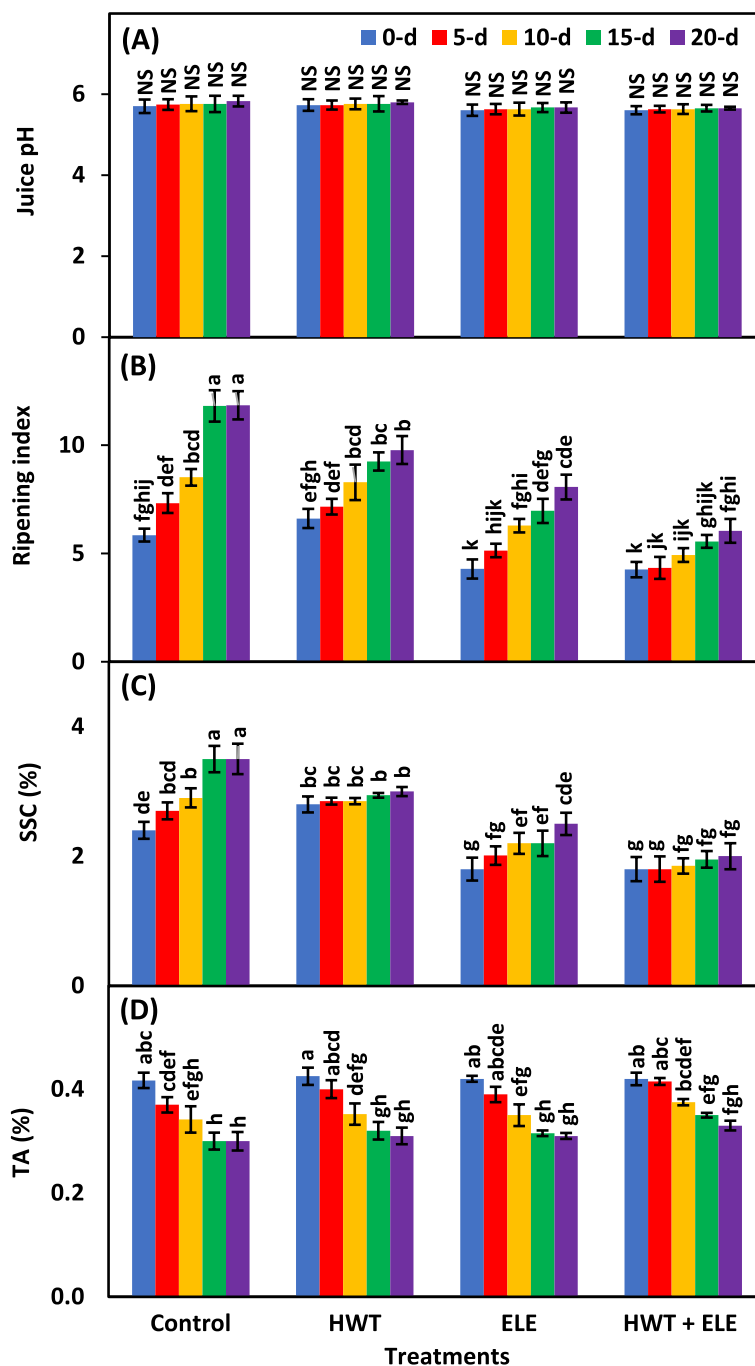 (A)
0-d 5-d 10-d 15-d 20-d
NS NS NS NS NS NS NS NS NS NS NS NS NS NS NS NS NS NS NS NS
Juice pH
6
4
2
0
(B)
Ripening index
10
5
0
fghij def bcd a a efgh def bcd bc b k hijk fghi defg cde k jk ijk ghijk fghi
(C)
SSC (%)
4
2
0
de bcd b a a bc bc bc b b g fg ef ef cde g g fg fg fg
(D)
TA (%)
0.4
0.2
0.0
abc cdef efgh h h a abcd defg gh gh ab abcde efg gh gh ab abc bcdef efg fgh
Control HWT ELE HWT + ELE
Treatments